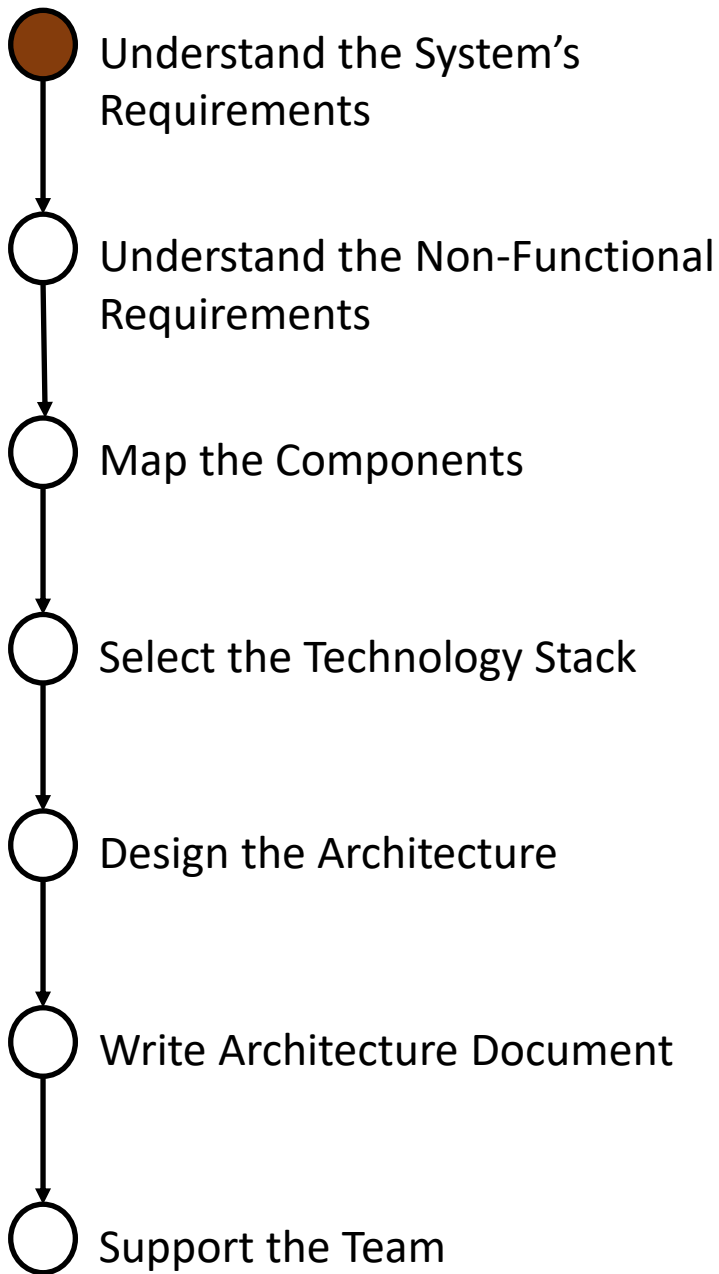 Understand the System’s
Requirements
Understand the Non-Functional
Requirements
Map the Components
Select the Technology Stack
Design the Architecture
Write Architecture Document
Support the Team